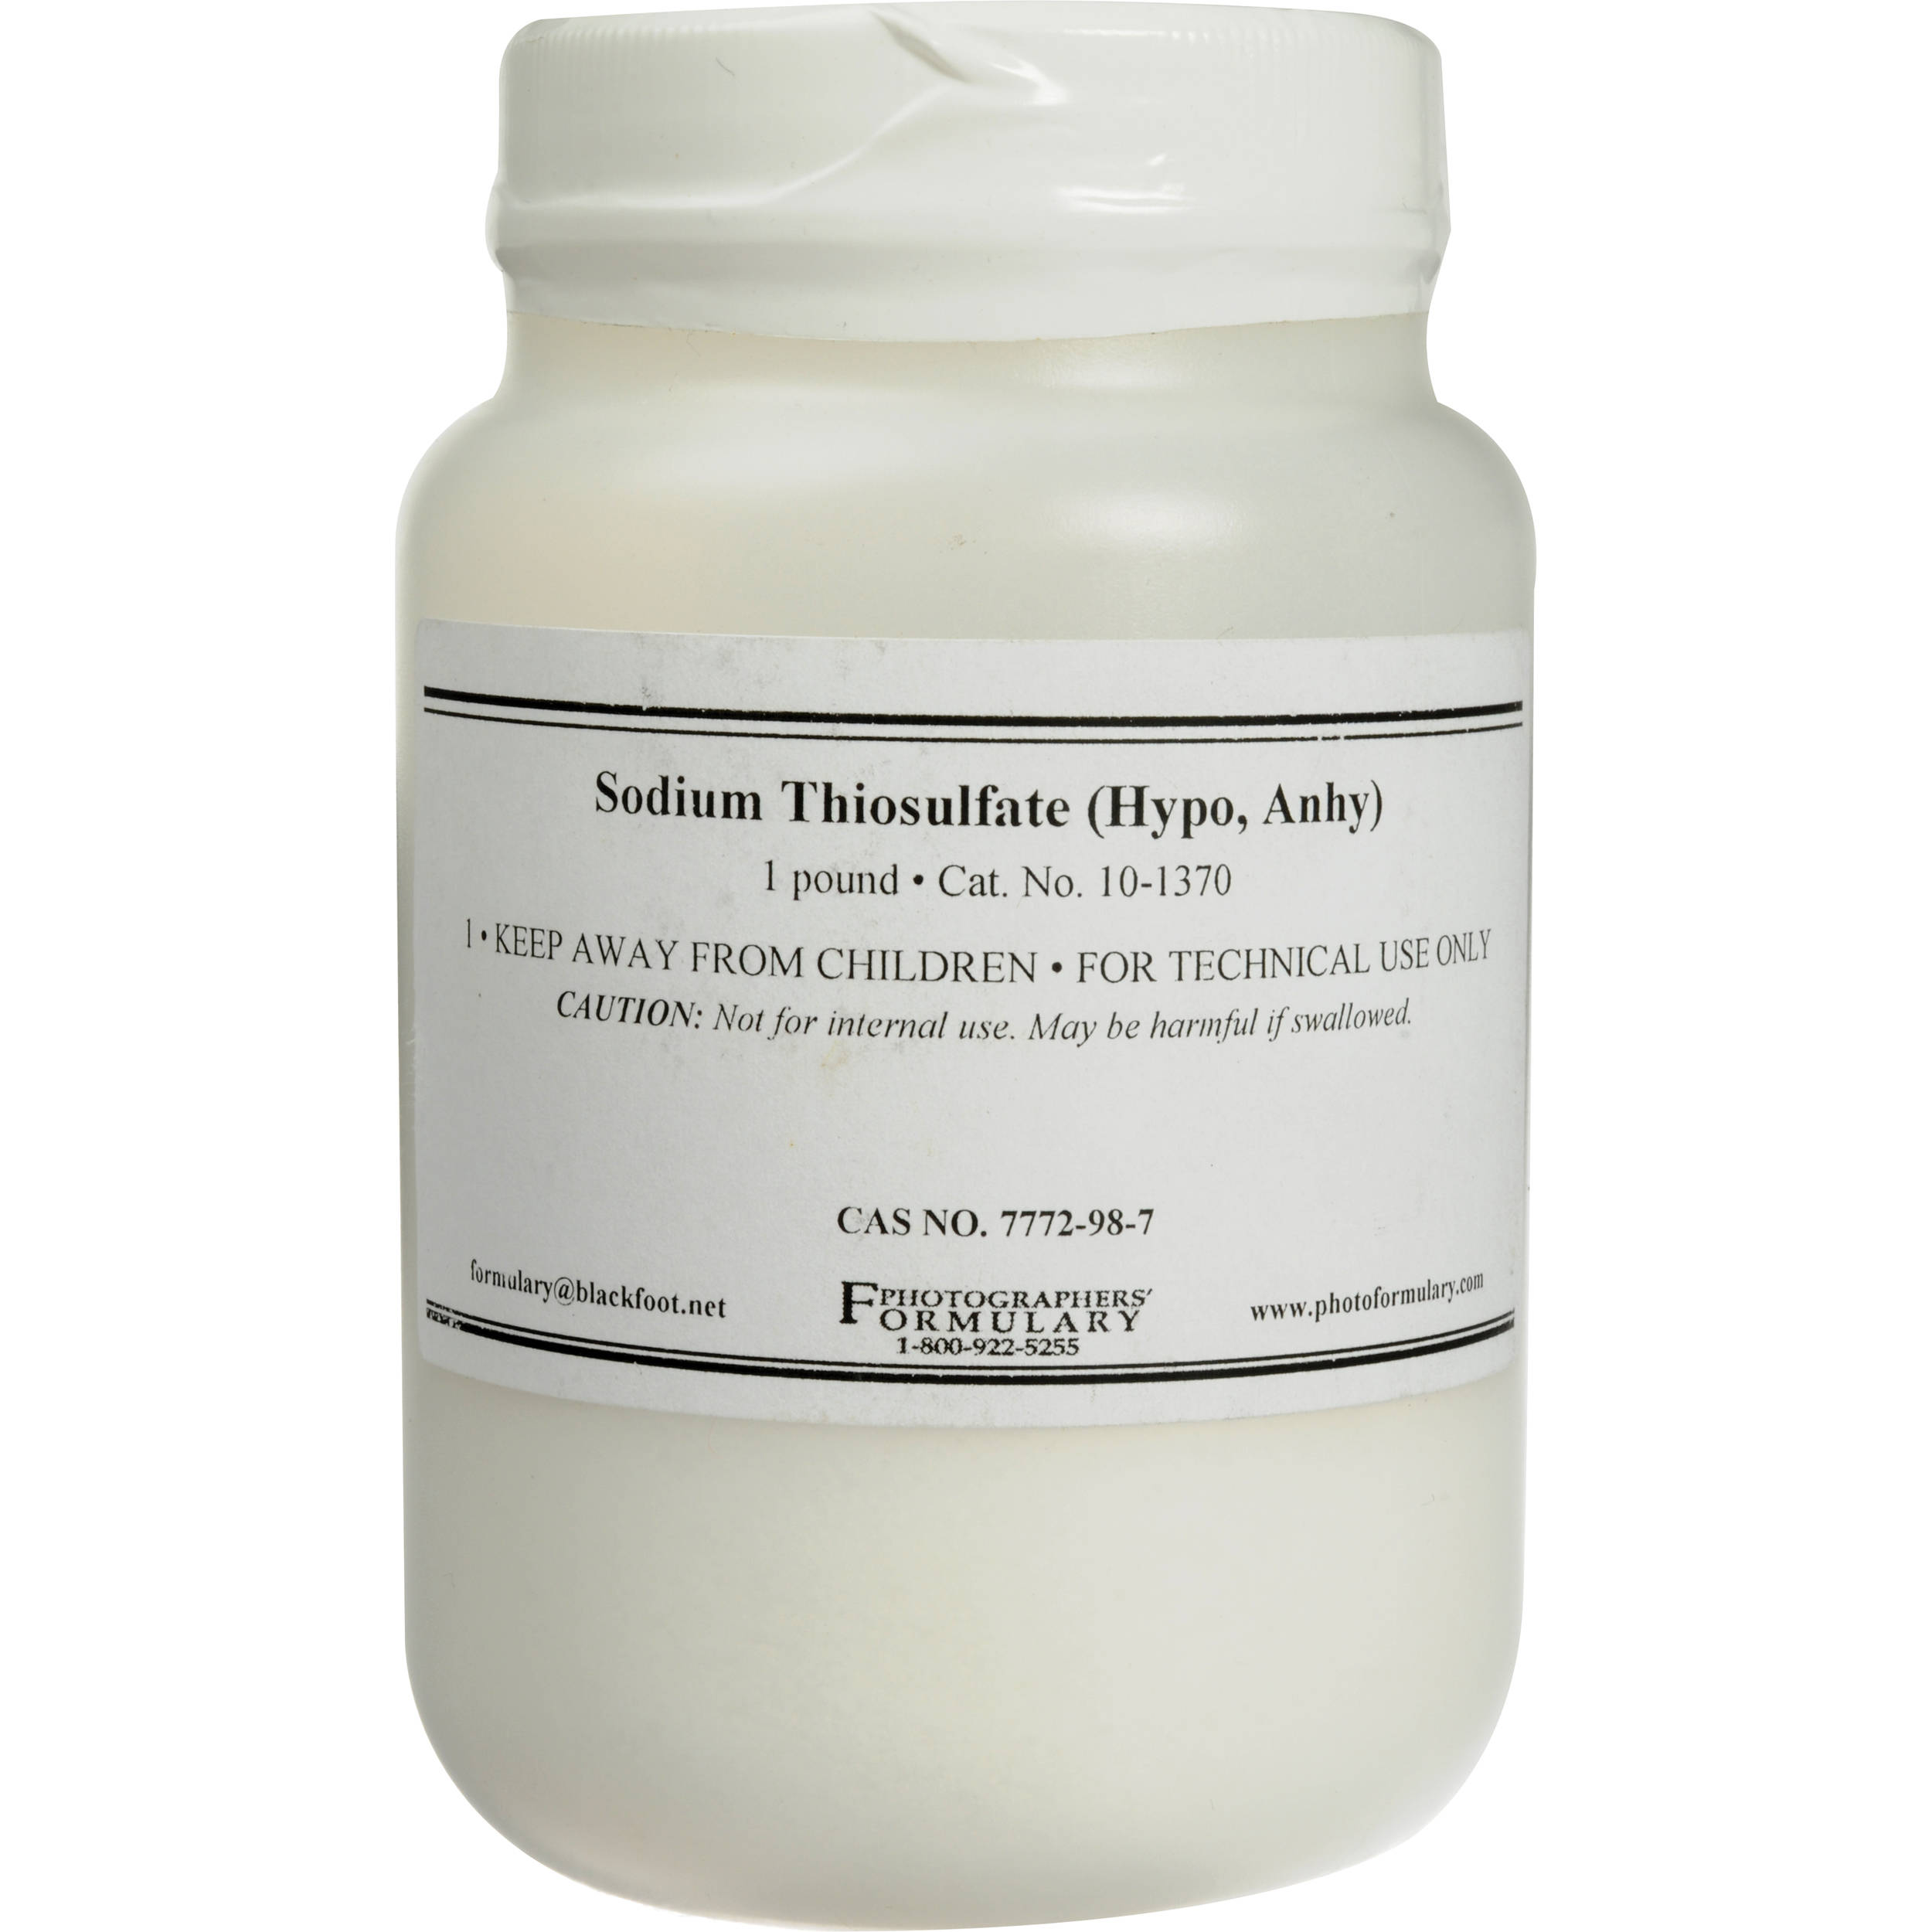 Sodium Thiosulfate (Hypo, Anhy)
1 pound • Cat. No. 10-1370
1 • KEEP AWAY FROM CHILDREN • FOR TECHNICAL USE ONLY
CAUTION: Not for internal use. May be harmful if swallowed.
CAS NO. 7772-98-7
formulary@blackfoot.net
PHOTOGRAPHERS'
FORMULARY
1-800-922-5255
www.photoformulary.com